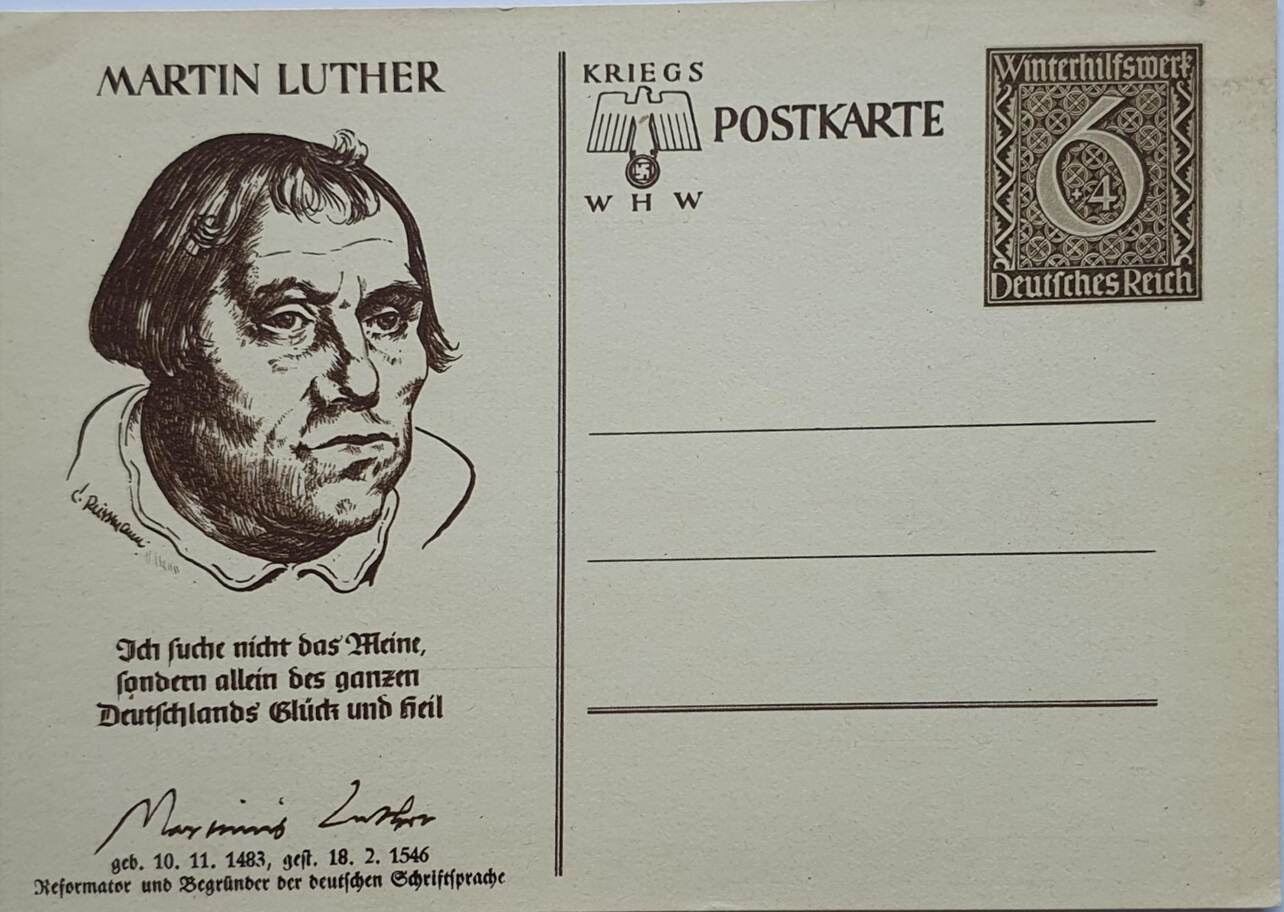 MARTIN LUTHER
Ich suche nicht das Meine,
sondern allein des ganzen
Deutschlands Glück und Heil
Martinus Luther
geb. 10. 11. 1483, gest. 18. 2. 1546
Reformator und Begründer der deutschen Schriftsprache
KRIEGS
WHW
POSTKARTE
Winterhilfswerk
6
+4
Deutsches Reich